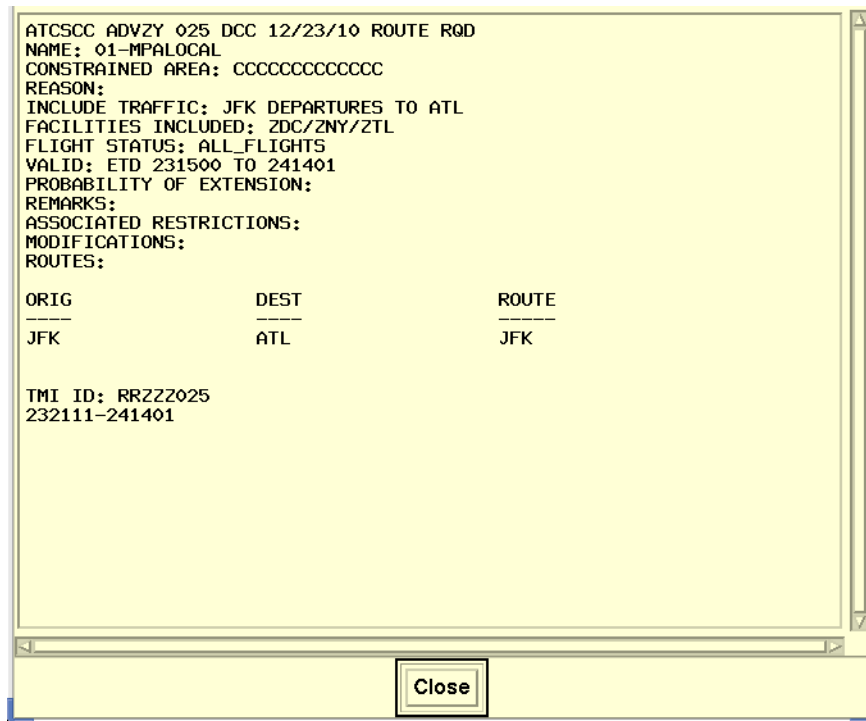 ATCSCC ADVZY 025 DCC 12/23/10 ROUTE RQD
NAME: 01-MPALOCAL
CONSTRAINED AREA: CCCCCCCCCCCCC
REASON:
INCLUDE TRAFFIC: JFK DEPARTURES TO ATL
FACILITIES INCLUDED: ZDC/ZNY/ZTL
FLIGHT STATUS: ALL_FLIGHTS
VALID: ETD 231500 TO 241401
PROBABILITY OF EXTENSION:
REMARKS:
ASSOCIATED RESTRICTIONS:
MODIFICATIONS:
ROUTES:
ORIG DEST ROUTE
---- ---- -----
JFK ATL JFK
TMI ID: RRZZZ025
232111-241401
Close